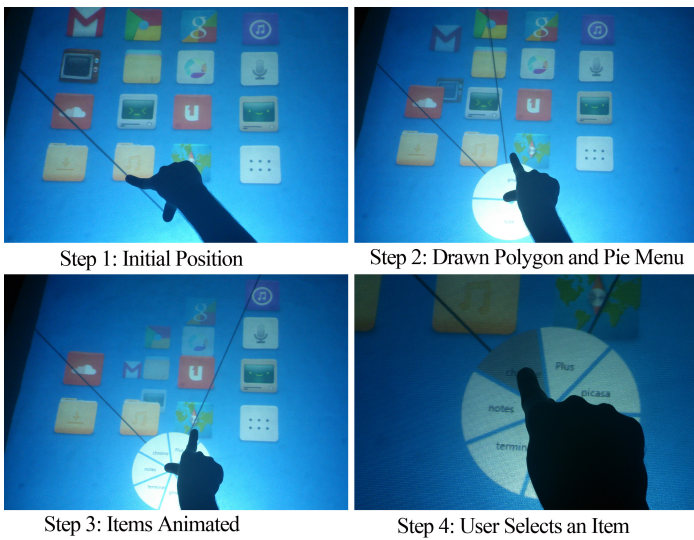 Step 1: Initial Position
Step 2: Drawn Polygon and Pie Menu
Step 3: Items Animated
notes
Plus
picasa
notes
termin
Step 4: User Selects an Item